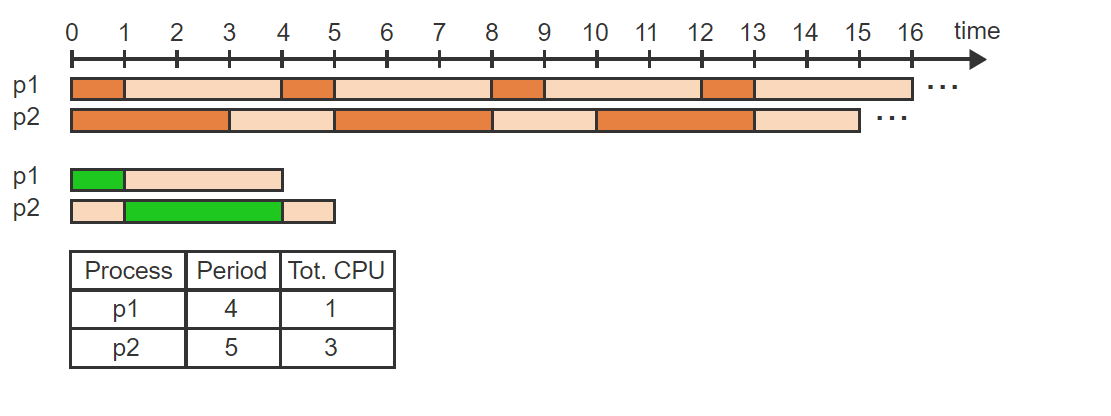 0 1 2 3 4 5 6 7 8 9 10 11 12 13 14 15 16 time
p1 ...
p2 ...
p1
p2
Process Period Tot. CPU
p1 4 1
p2 5 3